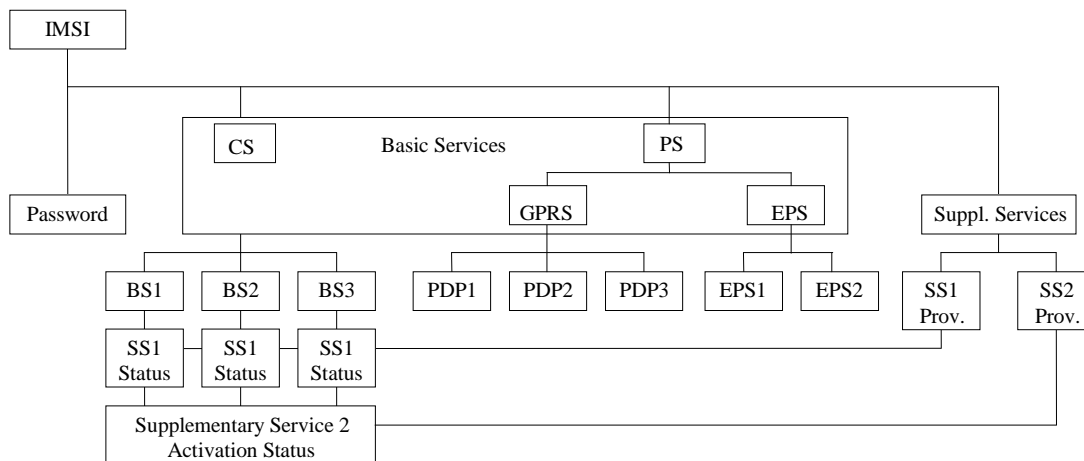 IMSI
CS
Basic Services
PS
Password
GPRS
EPS
Suppl. Services
BS1
BS2
BS3
PDP1
PDP2
PDP3
EPS1
EPS2
SS1
Prov.
SS2
Prov.
SS1
Status
SS1
Status
SS1
Status
Supplementary Service 2
Activation Status